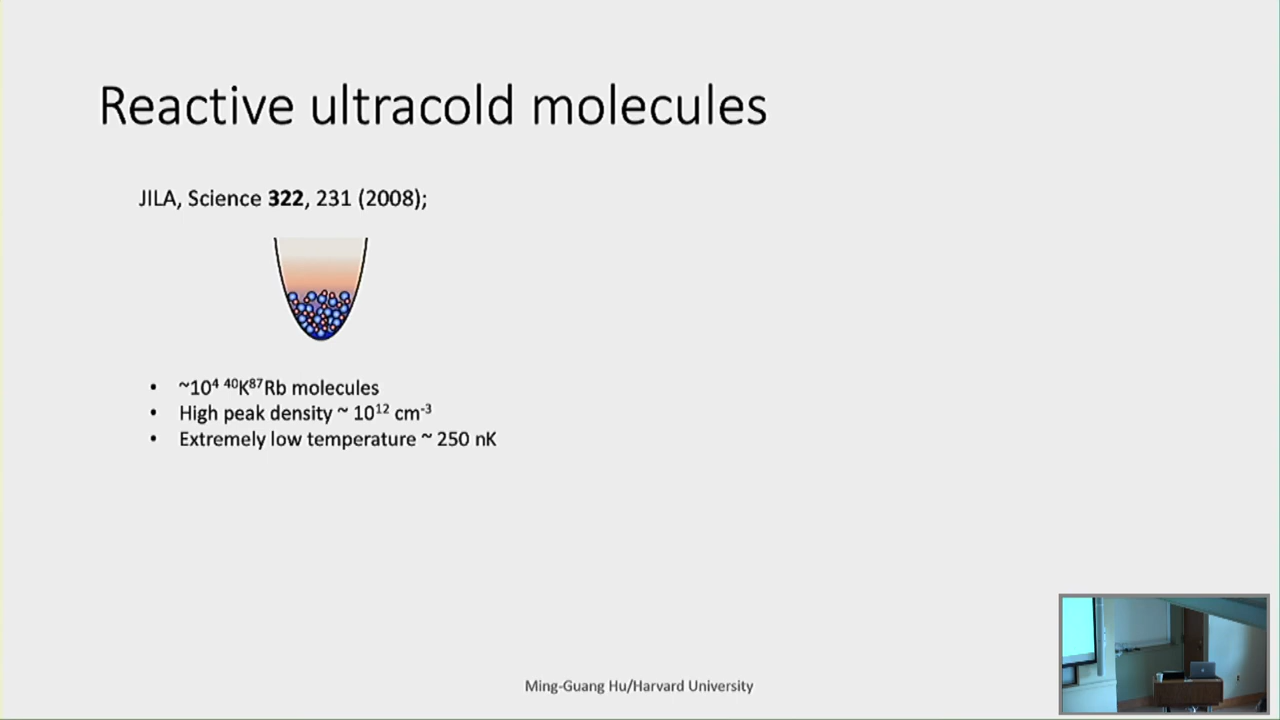 Reactive ultracold molecules
JILA, Science 322, 231 (2008);
• ~10⁴ ⁴⁰K⁸⁷Rb molecules
• High peak density ~ 10¹² cm⁻³
• Extremely low temperature ~ 250 nK
Ming-Guang Hu/Harvard University